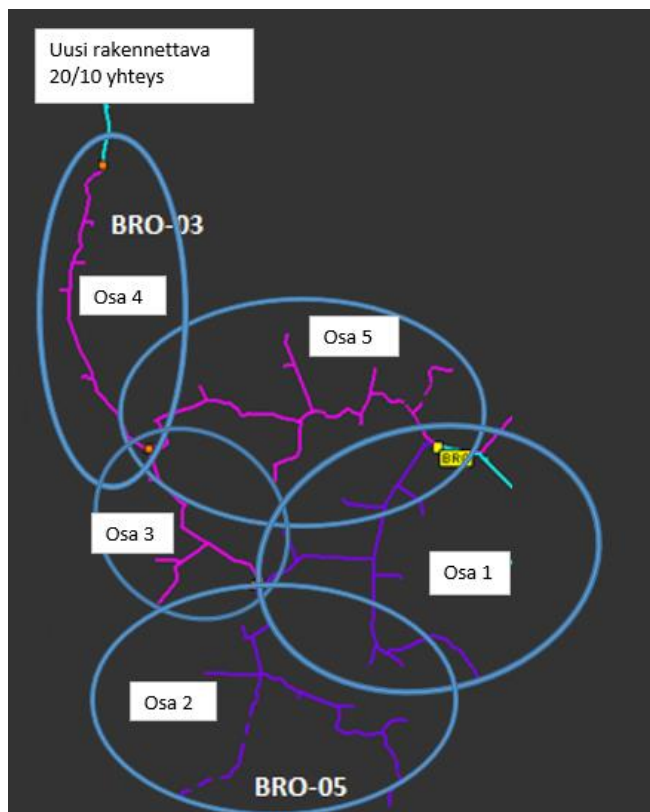 Uusi rakennettava
20/10 yhteys
BRO-03
Osa 4
Osa 5
BRO
Osa 3
Osa 1
Osa 2
BRO-05